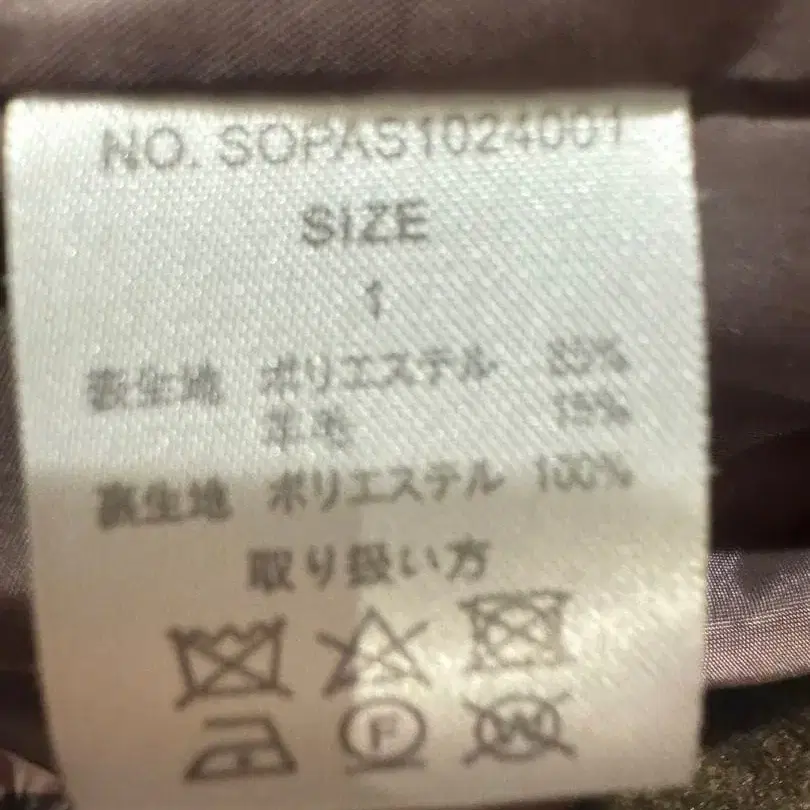 NO. SOPAS1024001
SIZE
1
表生地 ポリエステル 85%
羊毛 15%
裏生地 ポリエステル 100%
取り扱い方
F W